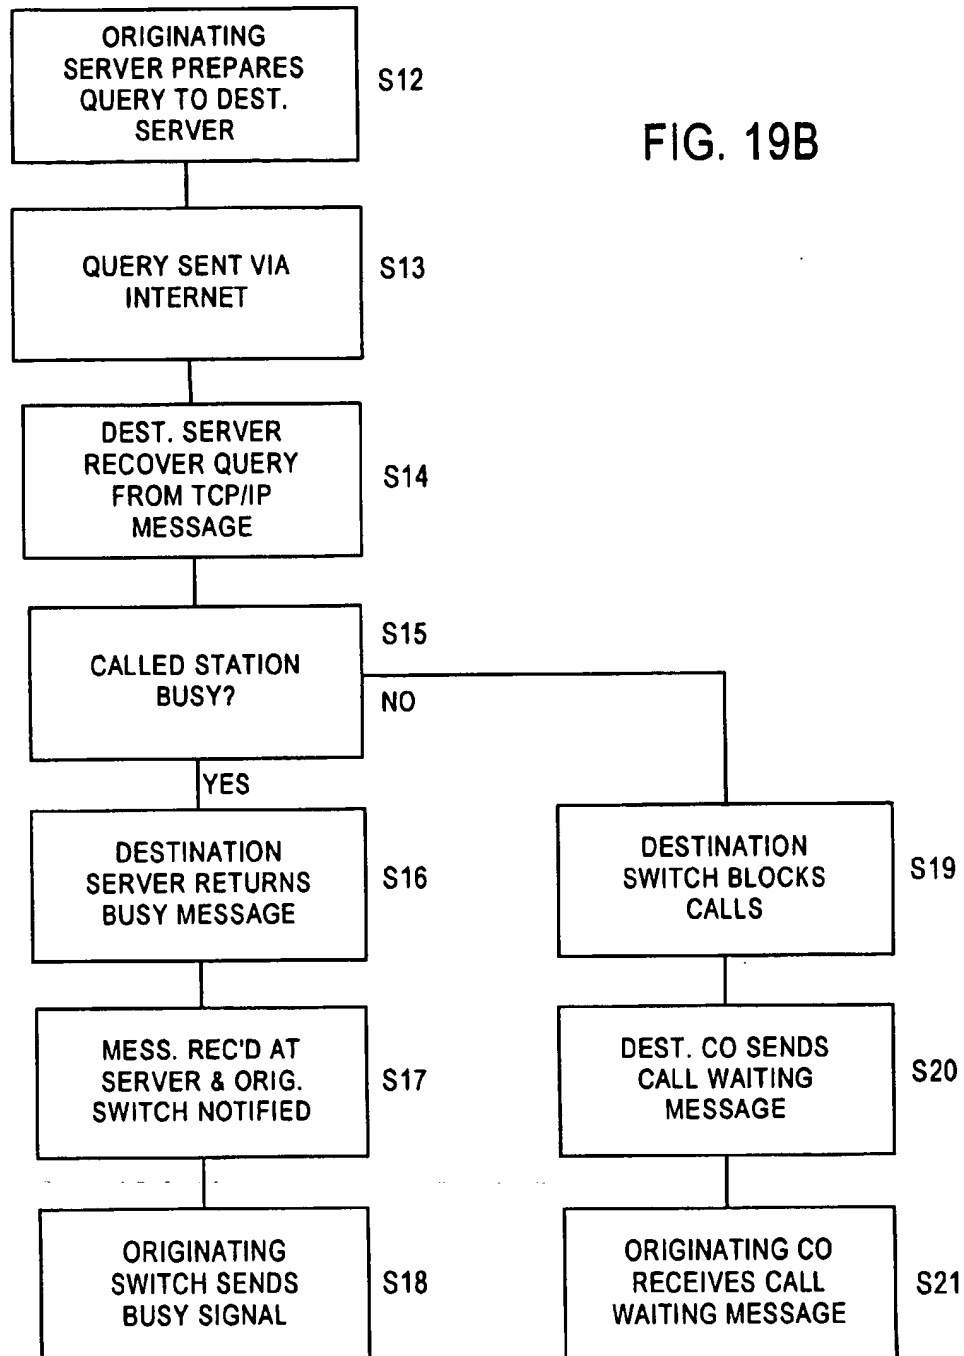 ORIGINATING
SERVER PREPARES
QUERY TO DEST.
SERVER
S12
FIG. 19B
QUERY SENT VIA
INTERNET
S13
DEST. SERVER
RECOVER QUERY
FROM TCP/IP
MESSAGE
S14
CALLED STATION
BUSY?
S15
NO
YES
DESTINATION
SERVER RETURNS
BUSY MESSAGE
S16
DESTINATION
SWITCH BLOCKS
CALLS
S19
MESS. REC'D AT
SERVER & ORIG.
SWITCH NOTIFIED
S17
DEST. CO SENDS
CALL WAITING
MESSAGE
S20
ORIGINATING
SWITCH SENDS
BUSY SIGNAL
S18
ORIGINATING CO
RECEIVES CALL
WAITING MESSAGE
S21